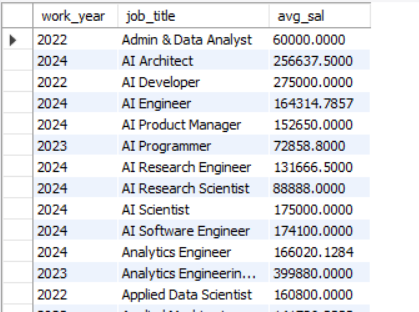 work_year job_title avg_sal
2022 Admin & Data Analyst 60000.0000
2024 AI Architect 256637.5000
2022 AI Developer 275000.0000
2024 AI Engineer 164314.7857
2024 AI Product Manager 152650.0000
2023 AI Programmer 72858.8000
2024 AI Research Engineer 131666.5000
2024 AI Research Scientist 88888.0000
2024 AI Scientist 175000.0000
2024 AI Software Engineer 174100.0000
2024 Analytics Engineer 166020.1284
2023 Analytics Engineerin... 399880.0000
2022 Applied Data Scientist 160800.0000